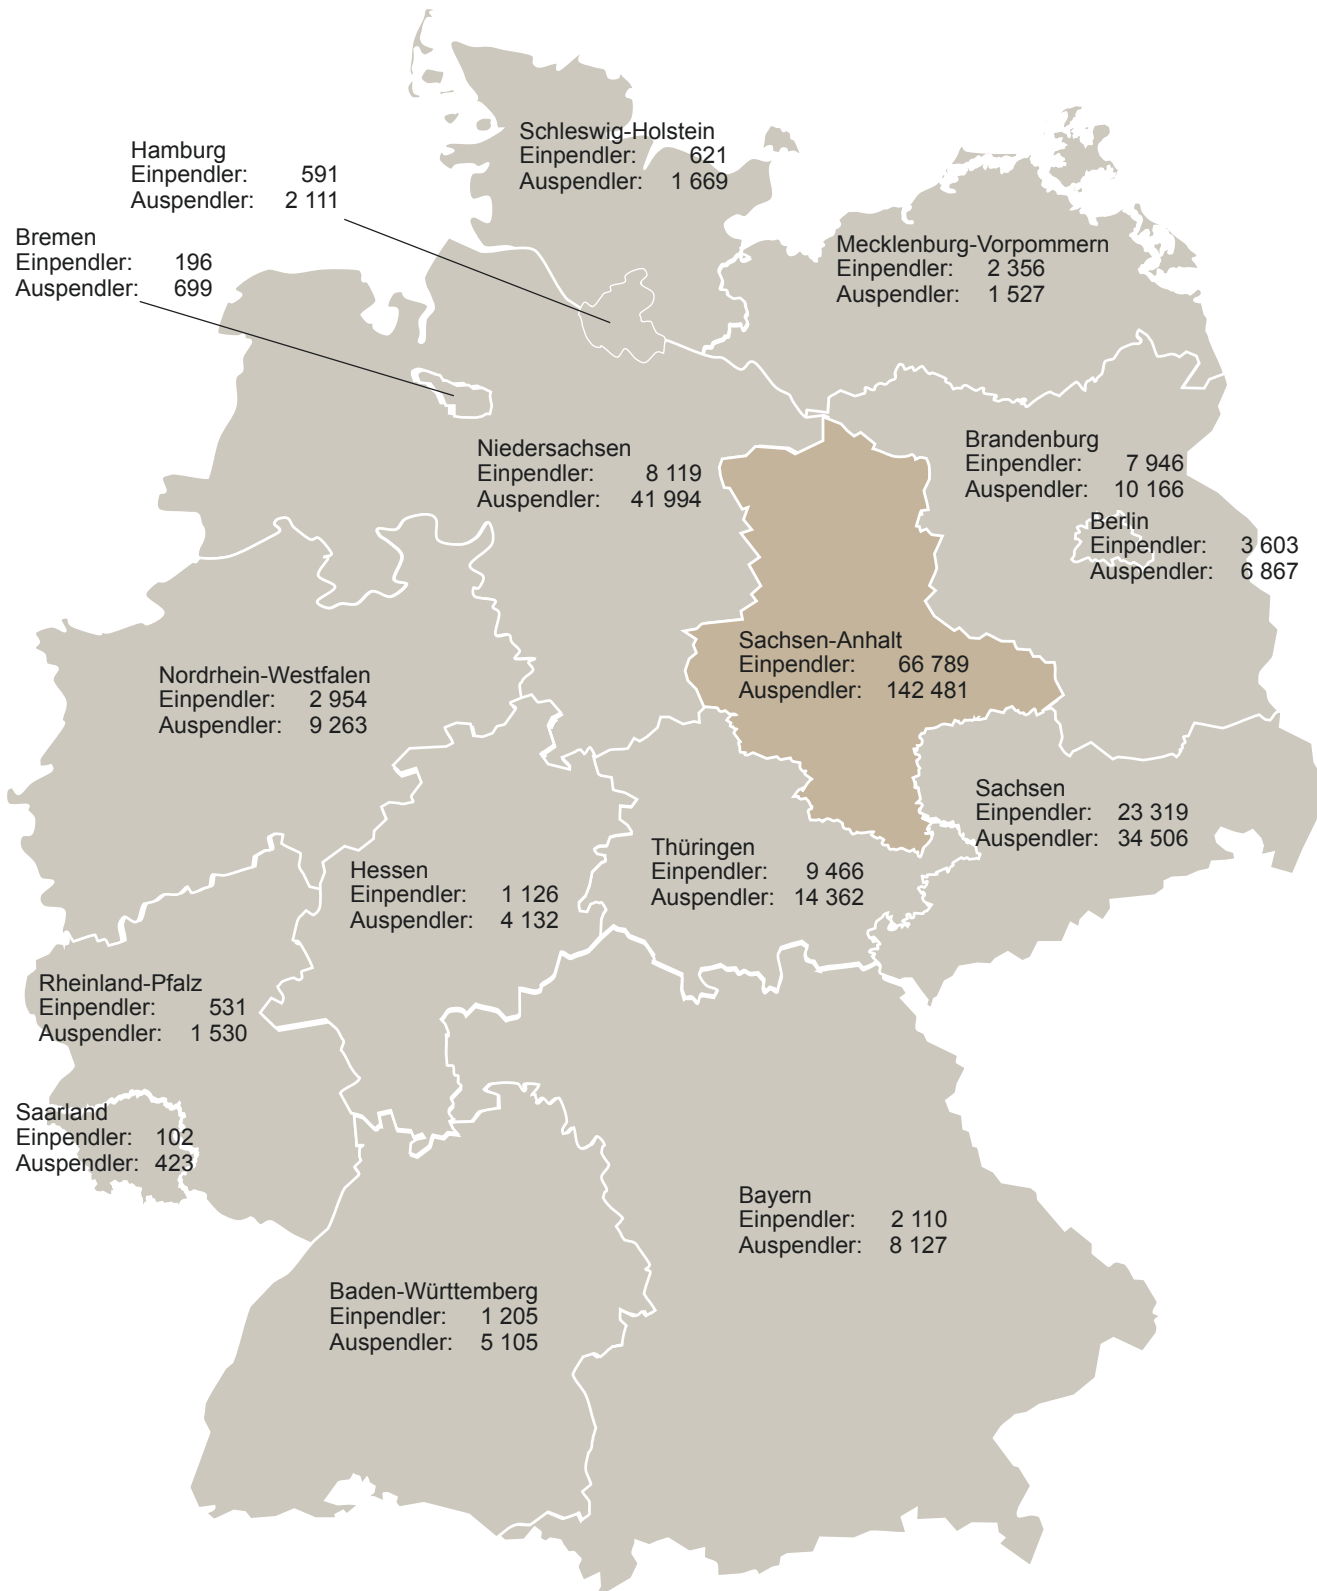 Schleswig-Holstein
Einpendler: 621
Auspendler: 1 669
Hamburg
Einpendler: 591
Auspendler: 2 111
Bremen
Einpendler: 196
Auspendler: 699
Mecklenburg-Vorpommern
Einpendler: 2 356
Auspendler: 1 527
Niedersachsen
Einpendler: 8 119
Auspendler: 41 994
Brandenburg
Einpendler: 7 946
Auspendler: 10 166
Berlin
Einpendler: 3 603
Auspendler: 6 867
Sachsen-Anhalt
Einpendler: 66 789
Auspendler: 142 481
Nordrhein-Westfalen
Einpendler: 2 954
Auspendler: 9 263
Sachsen
Einpendler: 23 319
Auspendler: 34 506
Thüringen
Einpendler: 9 466
Auspendler: 14 362
Hessen
Einpendler: 1 126
Auspendler: 4 132
Rheinland-Pfalz
Einpendler: 531
Auspendler: 1 530
Saarland
Einpendler: 102
Auspendler: 423
Bayern
Einpendler: 2 110
Auspendler: 8 127
Baden-Württemberg
Einpendler: 1 205
Auspendler: 5 105